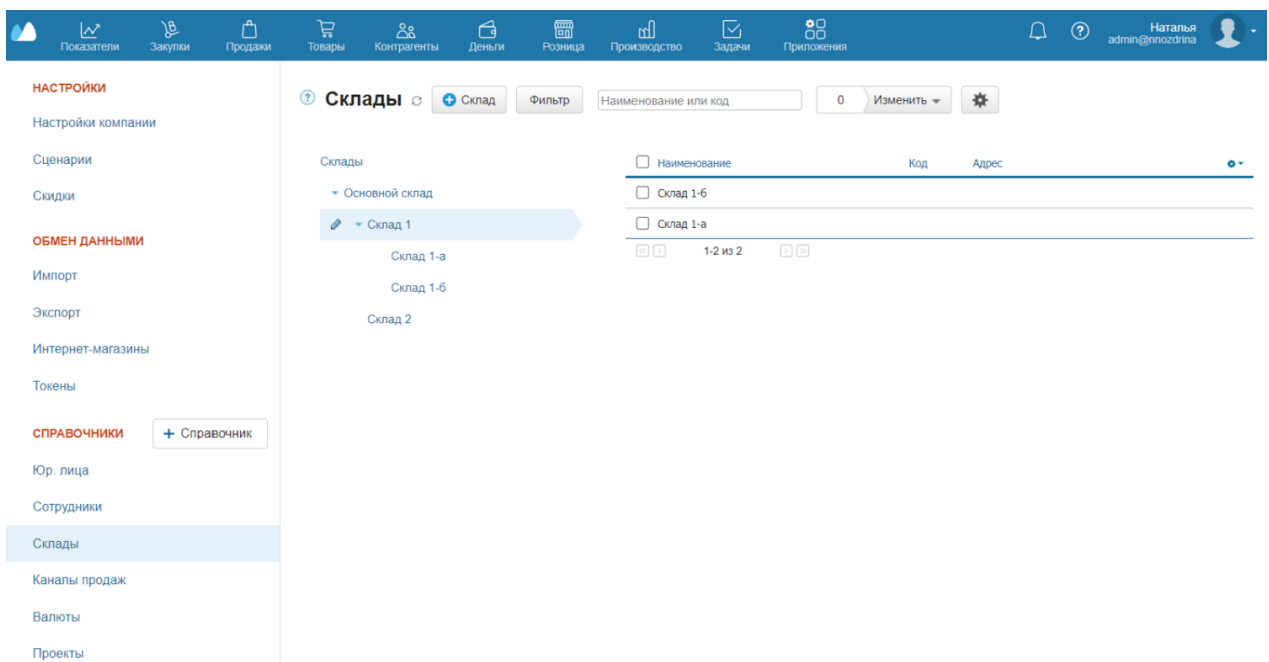 Показатели Закупки Продажи Товары Контрагенты Деньги Розница Производство Задачи Приложения
Наталья
admin@nnozdrina
НАСТРОЙКИ
Настройки компании
Сценарии
Скидки
ОБМЕН ДАННЫМИ
Импорт
Экспорт
Интернет-магазины
Токены
СПРАВОЧНИКИ + Справочник
Юр. лица
Сотрудники
Склады
Каналы продаж
Валюты
Проекты
Склады Склад Фильтр Наименование или код 0 Изменить
Склады
Основной склад
Склад 1
Склад 1-а
Склад 1-б
Склад 2
Наименование Код Адрес
Склад 1-б
Склад 1-а
1-2 из 2